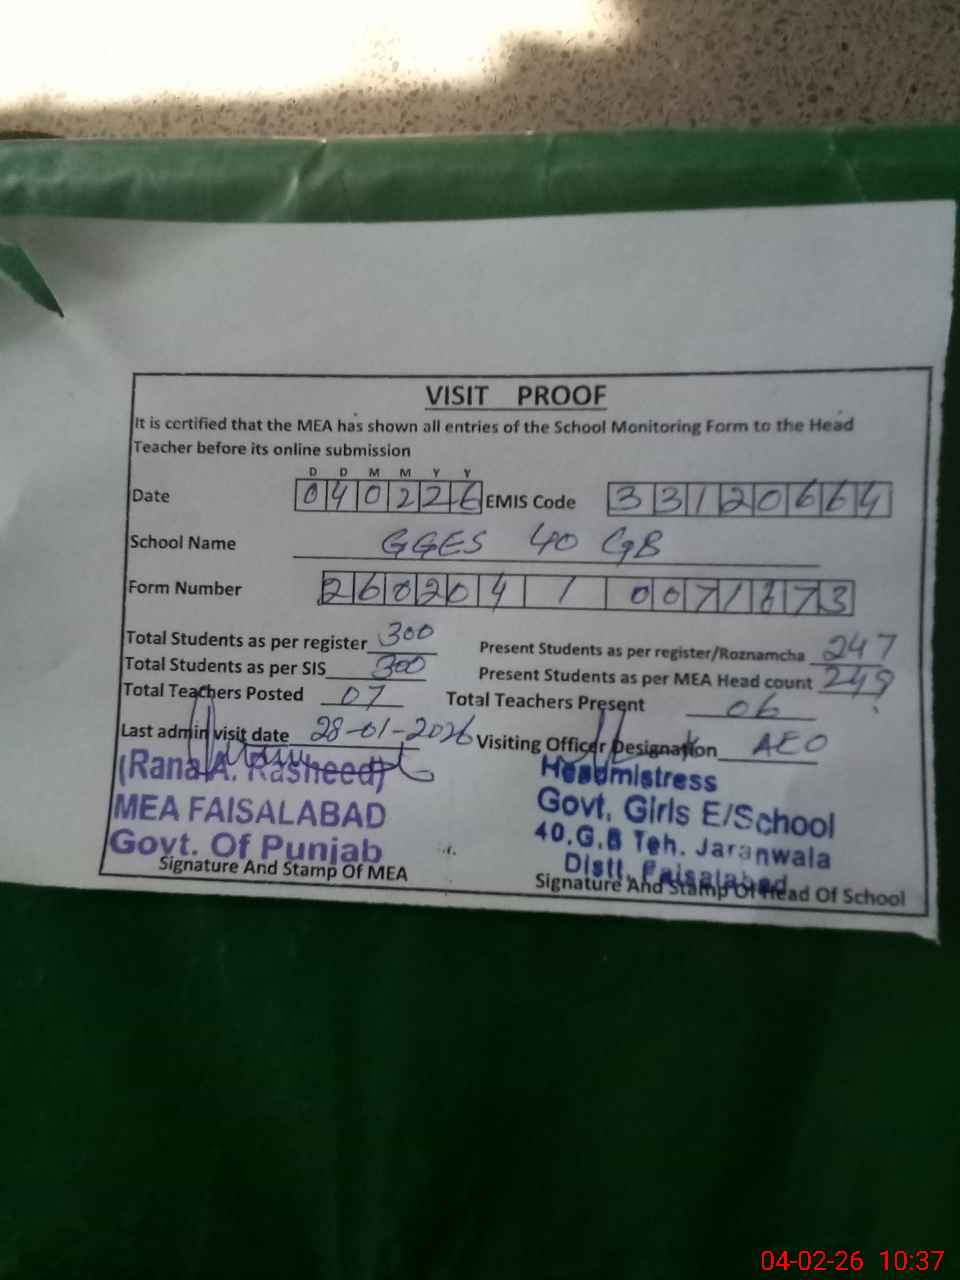 VISIT PROOF
It is certified that the MEA has shown all entries of the School Monitoring Form to the Head
Teacher before its online submission
D D M M Y Y
Date 040226 EMIS Code 33120664
School Name GGES 40 GB
Form Number 260204 / 0071673
Total Students as per register 300 Present Students as per register/Roznamcha 247
Total Students as per SIS 300 Present Students as per MEA Head count 249
Total Teachers Posted 07 Total Teachers Present 06
Last admin visit date 28-01-2026 Visiting Officer Designation AEO
(Rana A. Rasheed)
MEA FAISALABAD
Govt. Of Punjab
Signature And Stamp Of MEA
Headmistress
Govt. Girls E/School
40.G.B Teh. Jaranwala
Distt. Faisalabad
Signature And Stamp Of Head Of School
04-02-26 10:37